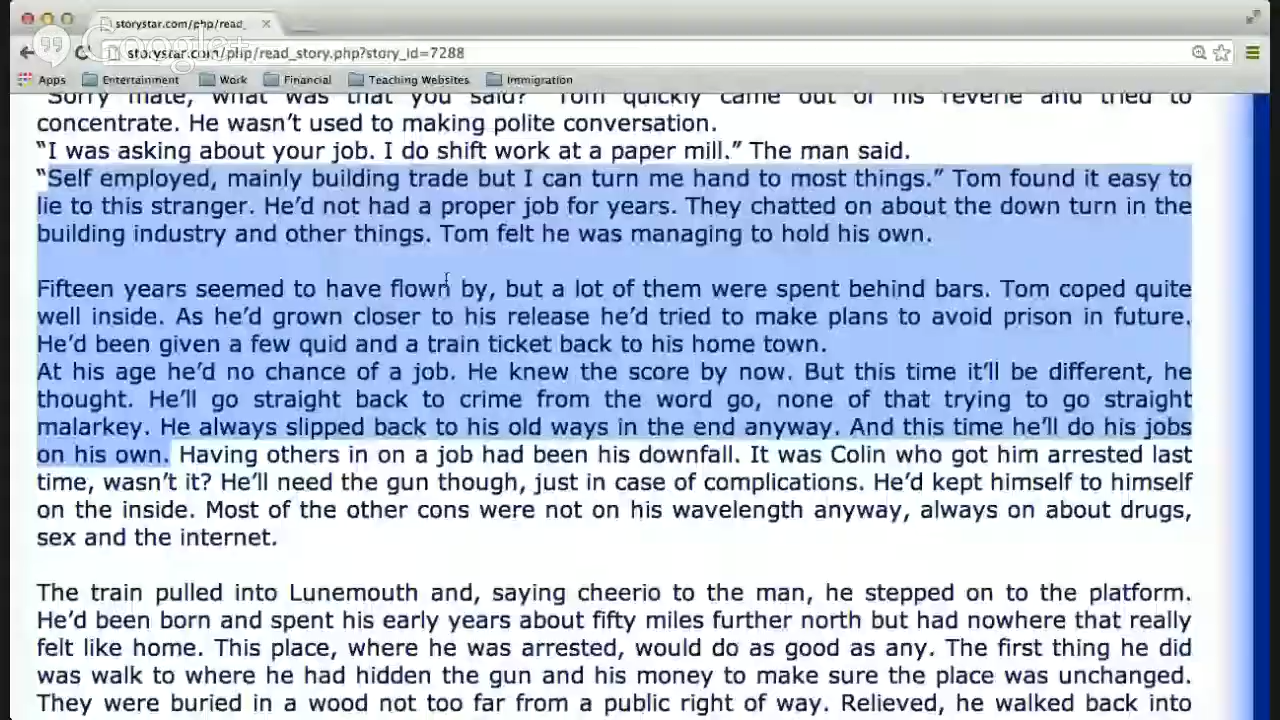 storystar.com/php/read_
Google+
storystar.com/php/read_story.php?story_id=7288
Apps Entertainment Work Financial Teaching Websites Immigration
"Sorry mate, what was that you said?" Tom quickly came out of his reverie and tried to
concentrate. He wasn't used to making polite conversation.
"I was asking about your job. I do shift work at a paper mill." The man said.
"Self employed, mainly building trade but I can turn me hand to most things." Tom found it easy to
lie to this stranger. He'd not had a proper job for years. They chatted on about the down turn in the
building industry and other things. Tom felt he was managing to hold his own.
Fifteen years seemed to have flown by, but a lot of them were spent behind bars. Tom coped quite
well inside. As he'd grown closer to his release he'd tried to make plans to avoid prison in future.
He'd been given a few quid and a train ticket back to his home town.
At his age he'd no chance of a job. He knew the score by now. But this time it'll be different, he
thought. He'll go straight back to crime from the word go, none of that trying to go straight
malarkey. He always slipped back to his old ways in the end anyway. And this time he'll do his jobs
on his own. Having others in on a job had been his downfall. It was Colin who got him arrested last
time, wasn't it? He'll need the gun though, just in case of complications. He'd kept himself to himself
on the inside. Most of the other cons were not on his wavelength anyway, always on about drugs,
sex and the internet.
The train pulled into Lunemouth and, saying cheerio to the man, he stepped on to the platform.
He'd been born and spent his early years about fifty miles further north but had nowhere that really
felt like home. This place, where he was arrested, would do as good as any. The first thing he did
was walk to where he had hidden the gun and his money to make sure the place was unchanged.
They were buried in a wood not too far from a public right of way. Relieved, he walked back into